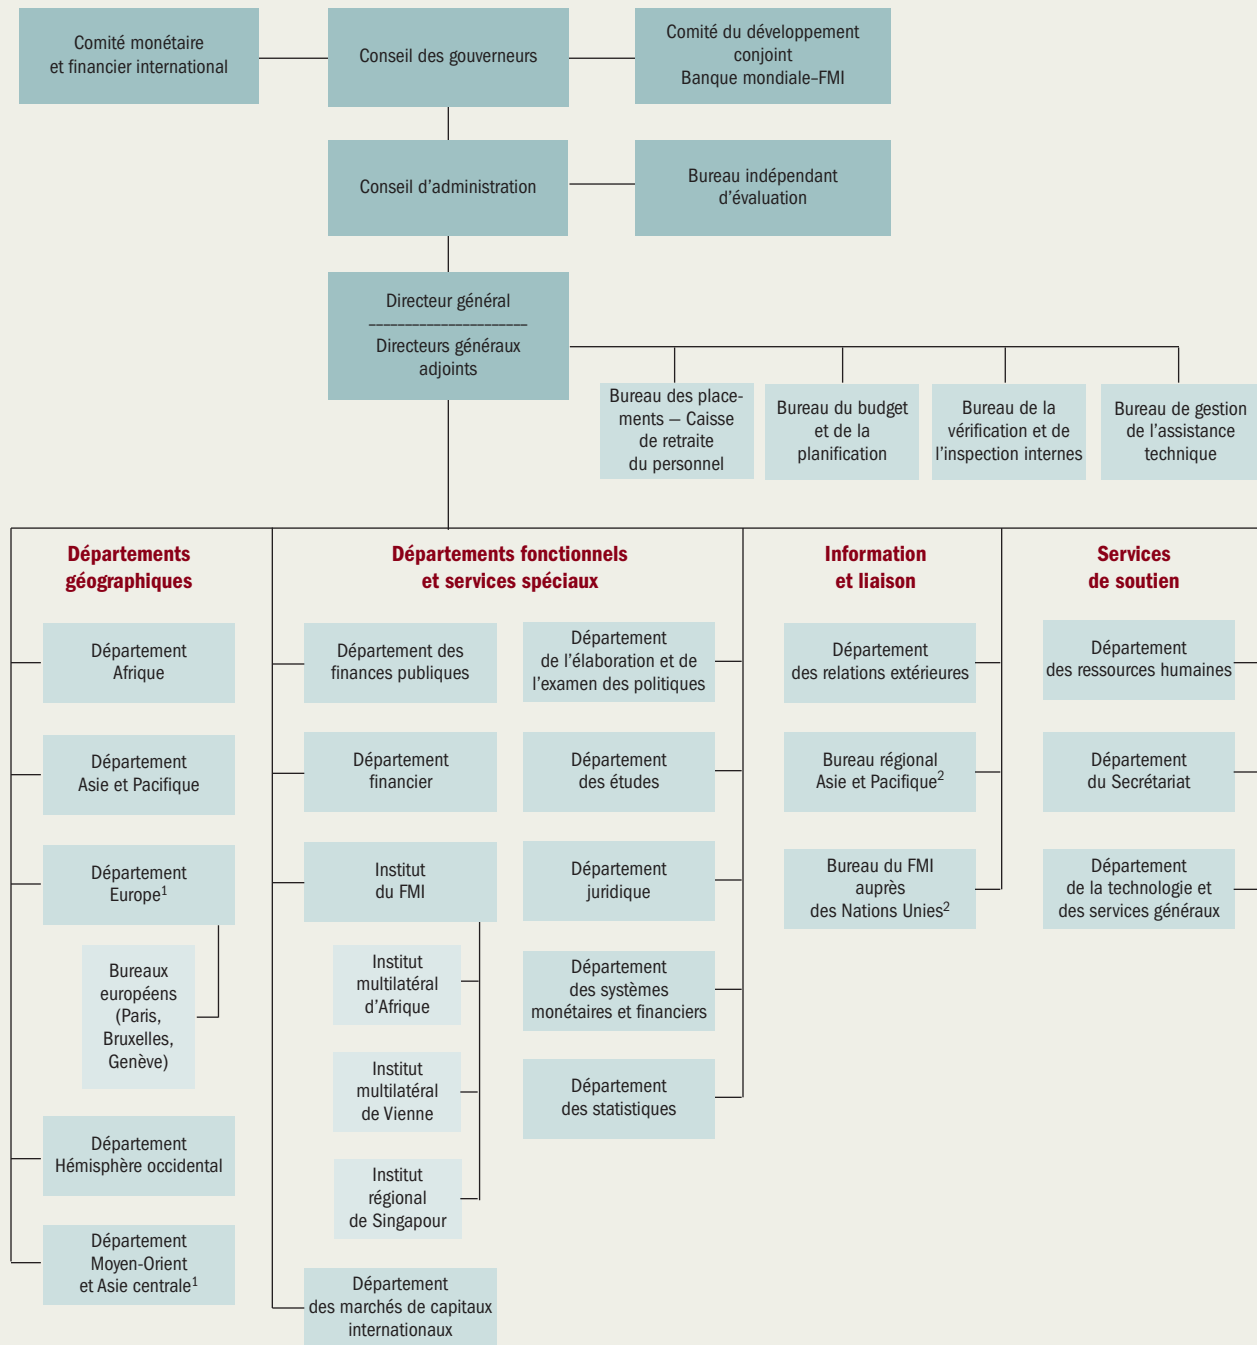 Comité monétaire
et financier international
Conseil des gouverneurs
Comité du développement
conjoint
Banque mondiale–FMI
Conseil d'administration
Bureau indépendant
d'évaluation
Directeur général
Directeurs généraux
adjoints
Bureau des place-
ments — Caisse
de retraite
du personnel
Bureau du budget
et de la
planification
Bureau de la
vérification et de
l'inspection internes
Bureau de gestion
de l'assistance
technique
Départements
géographiques
Département
Afrique
Département
Asie et Pacifique
Département
Europe¹
Bureaux
européens
(Paris,
Bruxelles,
Genève)
Département
Hémisphère occidental
Département
Moyen-Orient
et Asie centrale¹
Départements fonctionnels
et services spéciaux
Département des
finances publiques
Département
financier
Institut
du FMI
Institut
multilatéral
d'Afrique
Institut
multilatéral
de Vienne
Institut
régional
de Singapour
Département
des marchés de capitaux
internationaux
Département
de l'élaboration et de
l'examen des politiques
Département
des études
Département
juridique
Département
des systèmes
monétaires et financiers
Département
des statistiques
Information
et liaison
Département
des relations extérieures
Bureau régional
Asie et Pacifique²
Bureau du FMI
auprès
des Nations Unies²
Services
de soutien
Département
des ressources humaines
Département
du Secrétariat
Département
de la technologie et
des services généraux